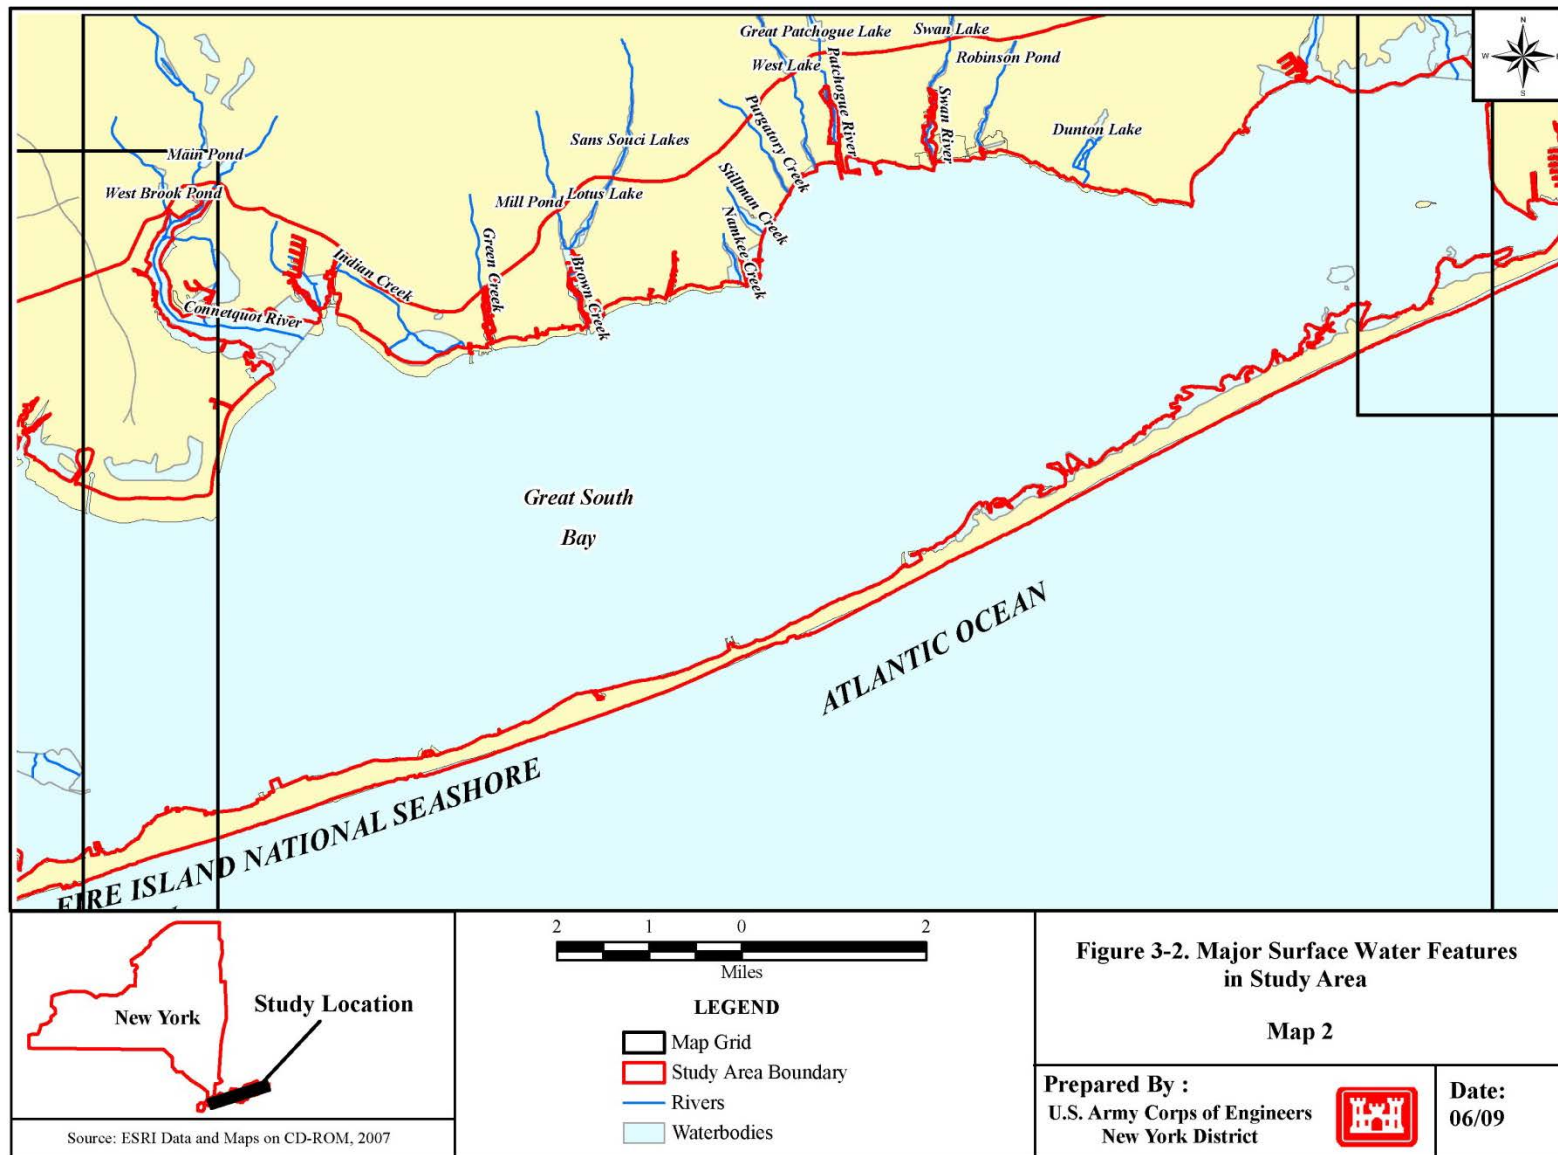 Great Patchogue Lake
Swan Lake
West Lake
Robinson Pond
N
W
S
Patchogue River
Swan River
Purgatory Creek
Dunton Lake
Sans Souci Lakes
Main Pond
West Brook Pond
Mill Pond
Lotus Lake
Stillman Creek
Namkee Creek
Green Creek
Brown Creek
Indian Creek
Connetquot River
Great South
Bay
ATLANTIC OCEAN
FIRE ISLAND NATIONAL SEASHORE
New York
Study Location
Source: ESRI Data and Maps on CD-ROM, 2007
2 1 0 2
Miles
LEGEND
Map Grid
Study Area Boundary
Rivers
Waterbodies
Figure 3-2. Major Surface Water Features
in Study Area
Map 2
Prepared By :
U.S. Army Corps of Engineers
New York District
Date:
06/09